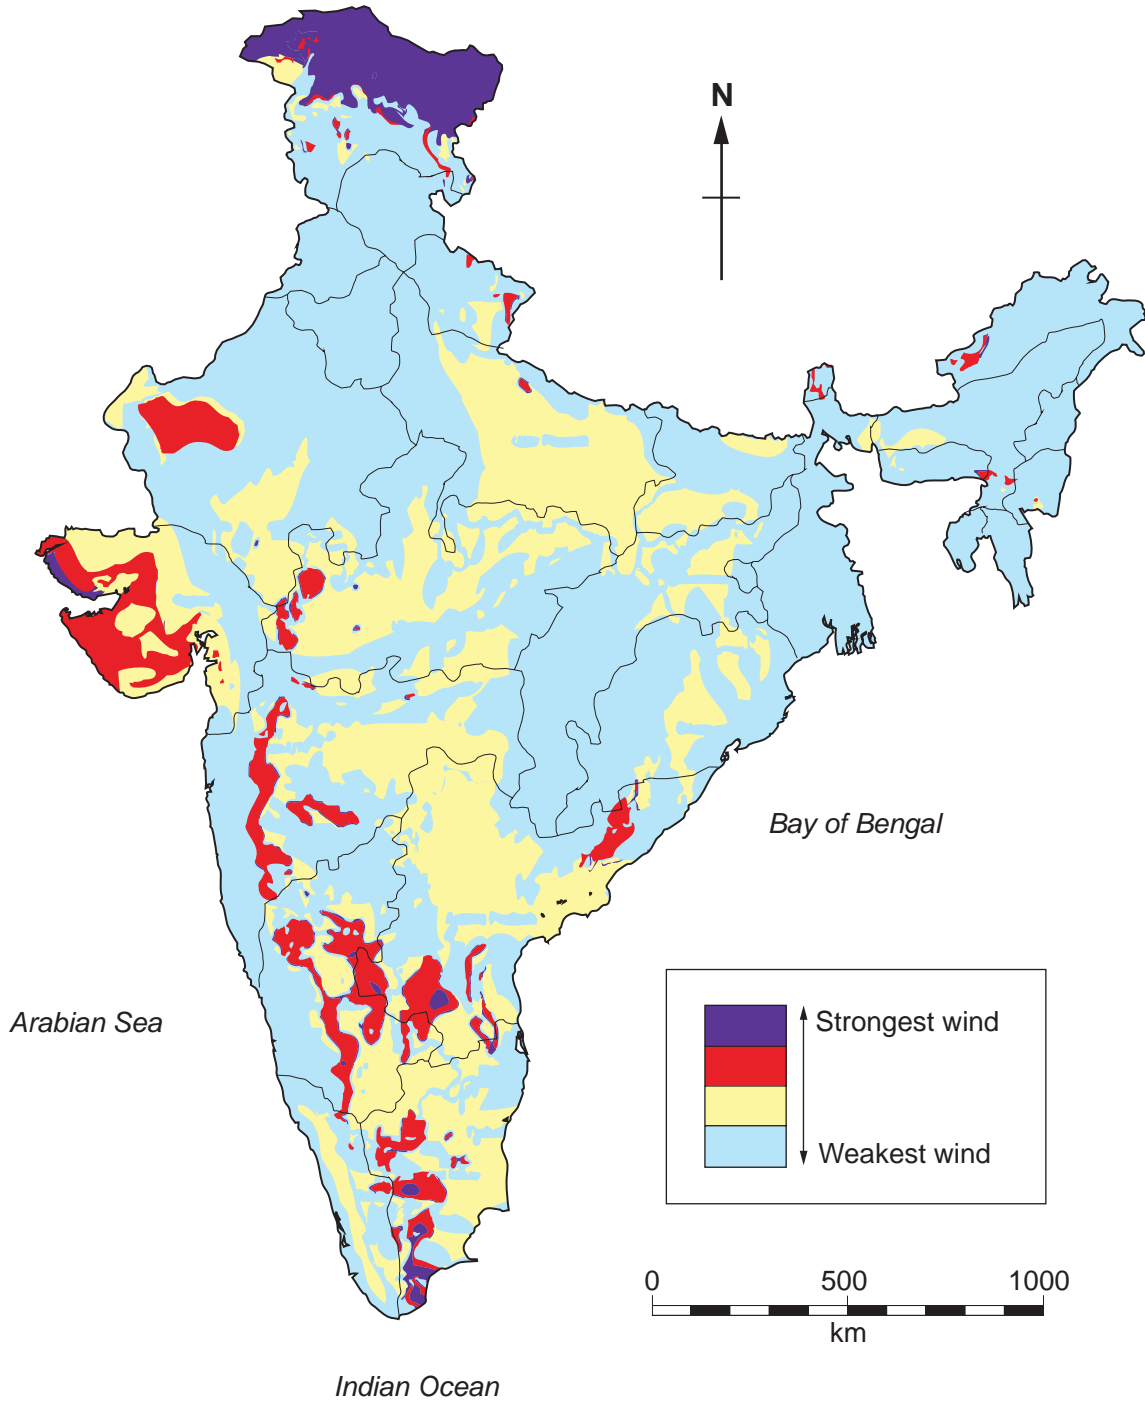 N
Bay of Bengal
Arabian Sea
Strongest wind
Weakest wind
0 500 1000
km
Indian Ocean